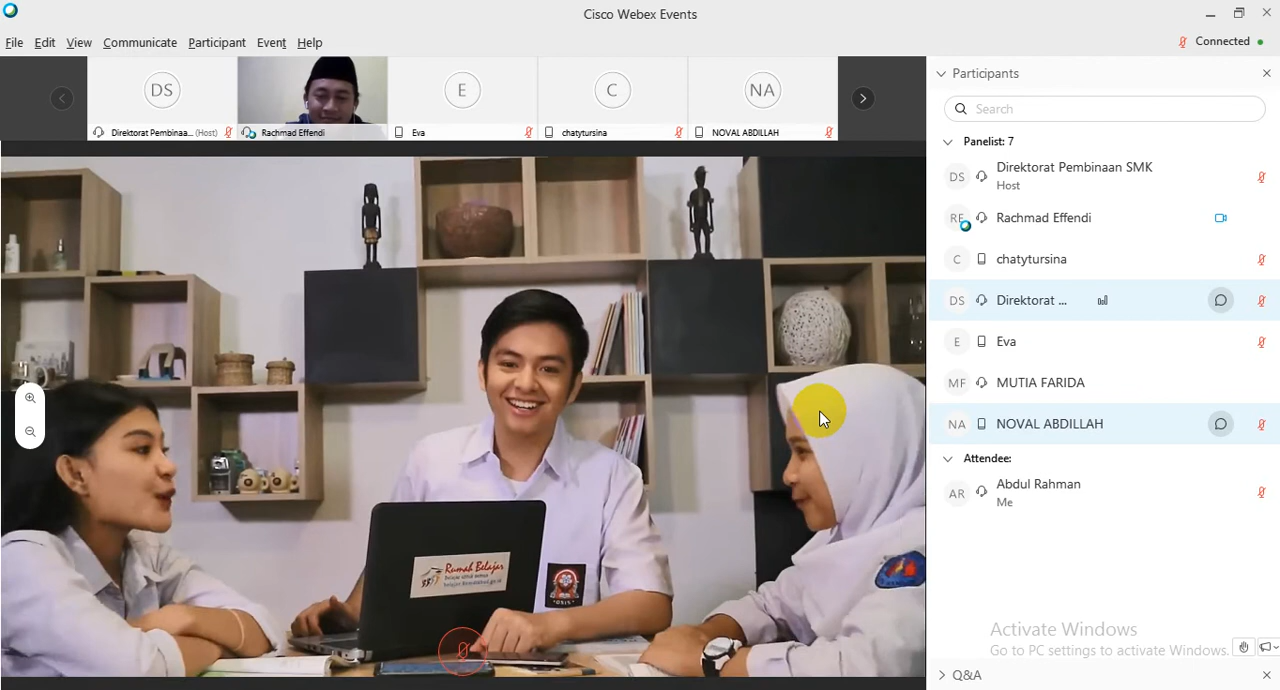 Cisco Webex Events
File Edit View Communicate Participant Event Help
Connected
DS
E
C
NA
Direktorat Pembinaa... (Host)
Rachmad Effendi
Eva
chatytursina
NOVAL ABDILLAH
Participants
Search
Panelist: 7
DS
Direktorat Pembinaan SMK
Host
RE
Rachmad Effendi
C
chatytursina
DS
Direktorat ...
E
Eva
MF
MUTIA FARIDA
NA
NOVAL ABDILLAH
Attendee:
AR
Abdul Rahman
Me
Rumah Belajar
OSIS
Activate Windows
Go to PC settings to activate Windows.
Q&A